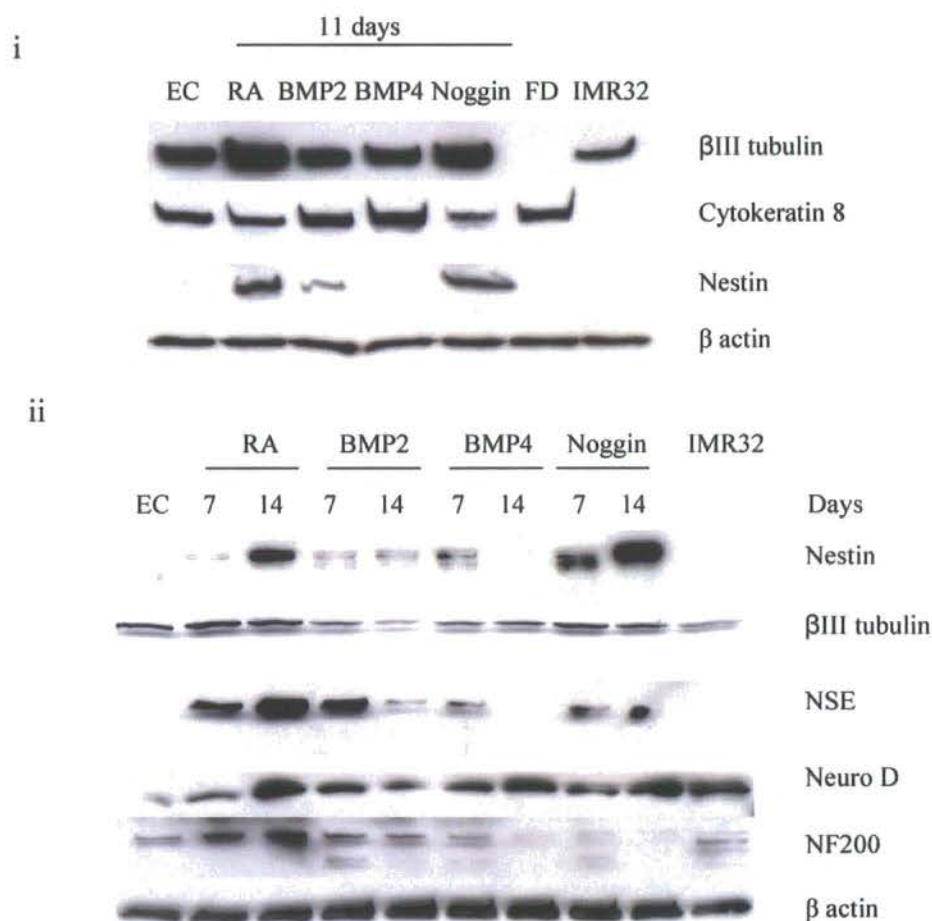 i
11 days
EC RA BMP2 BMP4 Noggin FD IMR32
βIII tubulin
Cytokeratin 8
Nestin
β actin
ii
RA BMP2 BMP4 Noggin IMR32
EC 7 14 7 14 7 14 7 14 Days
Nestin
βIII tubulin
NSE
Neuro D
NF200
β actin